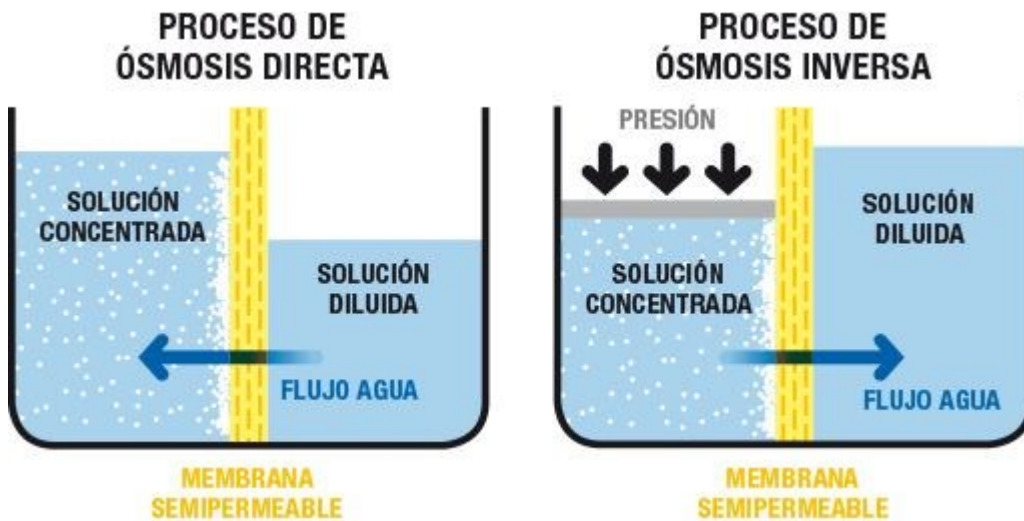 PROCESO DE
ÓSMOSIS DIRECTA
SOLUCIÓN
CONCENTRADA
SOLUCIÓN
DILUIDA
FLUJO AGUA
MEMBRANA
SEMIPERMEABLE
PROCESO DE
ÓSMOSIS INVERSA
PRESIÓN
SOLUCIÓN
CONCENTRADA
SOLUCIÓN
DILUIDA
FLUJO AGUA
MEMBRANA
SEMIPERMEABLE